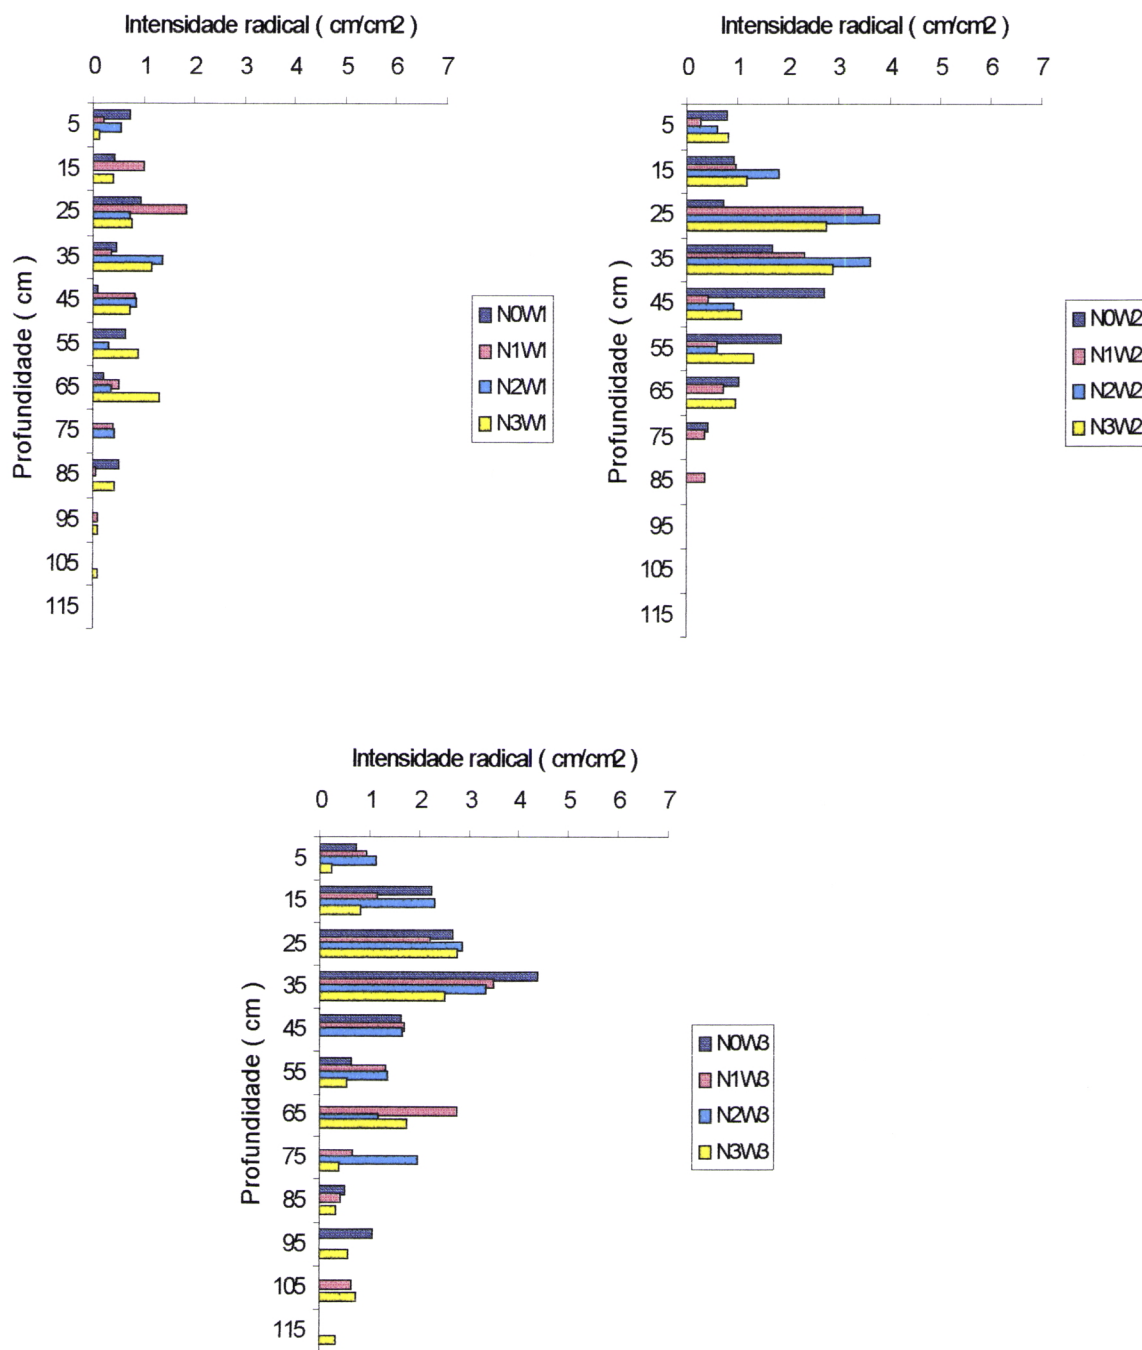 Intensidade radical ( cm/cm2 )
0 1 2 3 4 5 6 7
5
15
25
35
45
55
65
75
85
95
105
115
Profundidade ( cm )
N0W1
N1W1
N2W1
N3W1
Intensidade radical ( cm/cm2 )
0 1 2 3 4 5 6 7
5
15
25
35
45
55
65
75
85
95
105
115
Profundidade ( cm )
N0W2
N1W2
N2W2
N3W2
Intensidade radical ( cm/cm2 )
0 1 2 3 4 5 6 7
5
15
25
35
45
55
65
75
85
95
105
115
Profundidade ( cm )
N0W3
N1W3
N2W3
N3W3